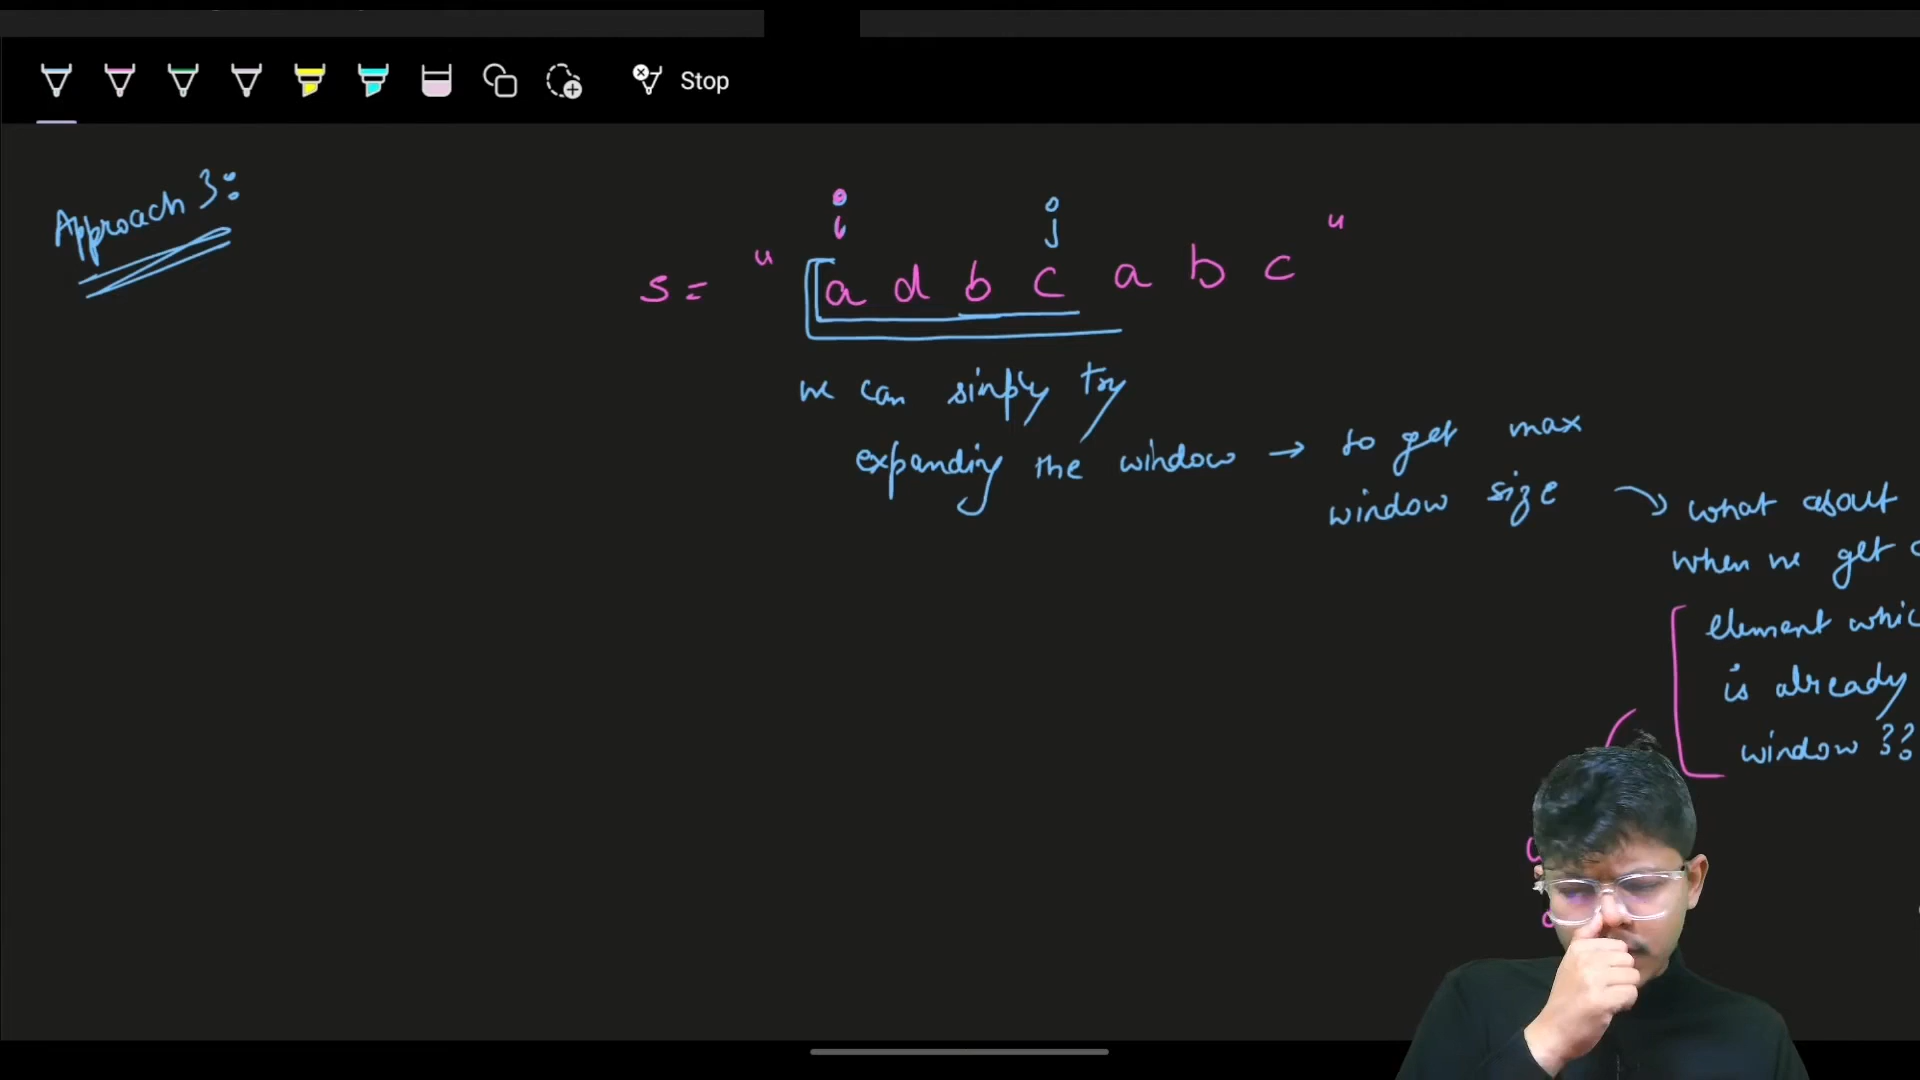 Stop
Approach 3:
i j
s = " a d b c a b c "
we can simply try
expanding the window → to get max
window size
what about
when we get
element whic
is already
window ??